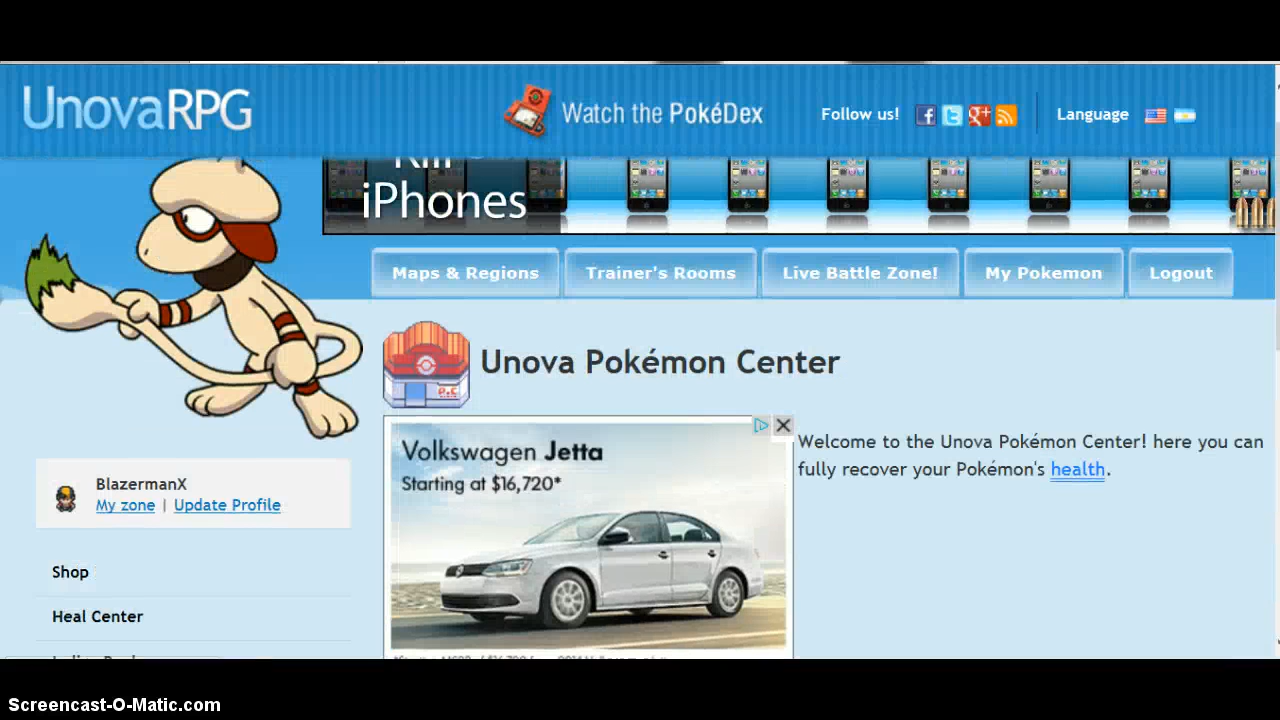 UnovaRPG
Watch the PokéDex
Follow us!
Language
iPhones
Maps & Regions
Trainer's Rooms
Live Battle Zone!
My Pokemon
Logout
Unova Pokémon Center
Volkswagen Jetta
Starting at $16,720*
Welcome to the Unova Pokémon Center! here you can
fully recover your Pokémon's health.
BlazermanX
My zone | Update Profile
Shop
Heal Center
Screencast-O-Matic.com